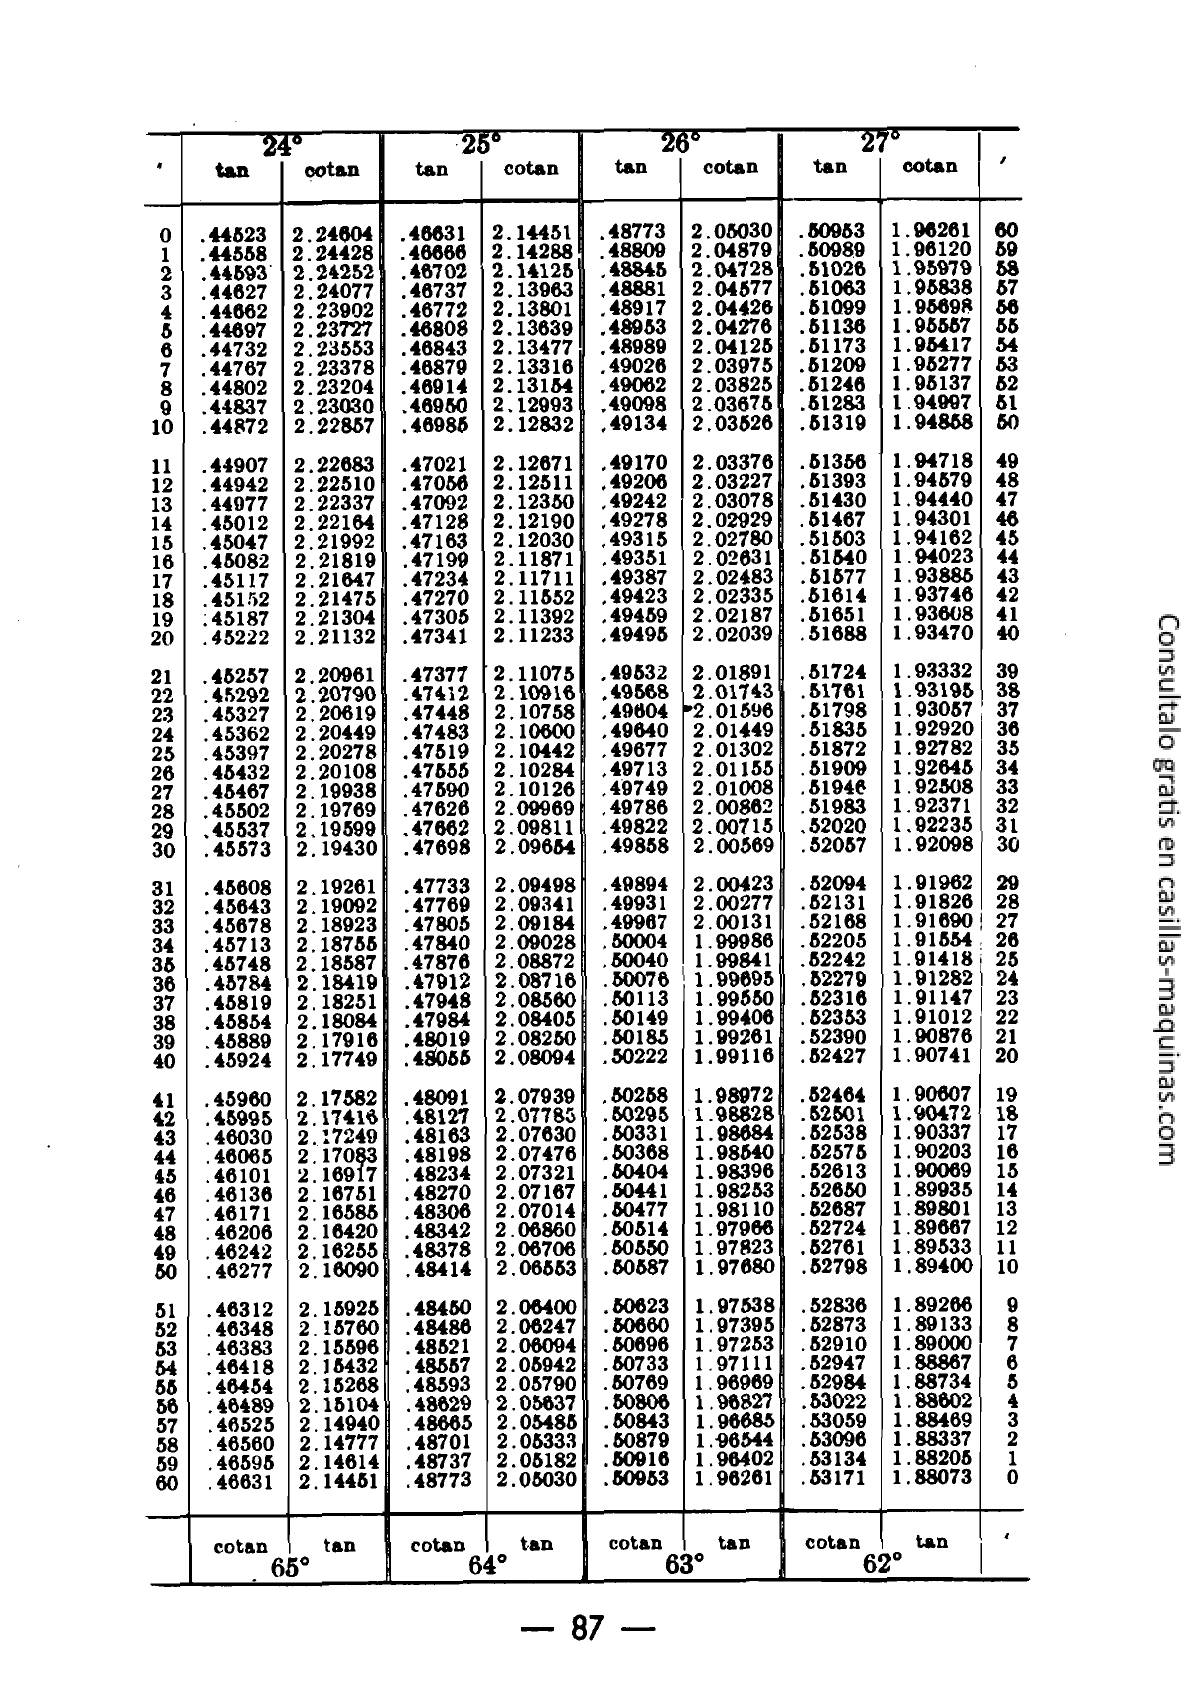 24° 25° 26° 27°
' tan cotan tan cotan tan cotan tan cotan '
0 .44523 2.24604 .46631 2.14451 .48773 2.05030 .50953 1.96261 60
1 .44558 2.24428 .46666 2.14288 .48809 2.04879 .50989 1.96120 59
2 .44593 2.24252 .46702 2.14125 .48845 2.04728 .51026 1.95979 58
3 .44627 2.24077 .46737 2.13963 .48881 2.04577 .51063 1.95838 57
4 .44662 2.23902 .46772 2.13801 .48917 2.04426 .51099 1.95698 56
5 .44697 2.23727 .46808 2.13639 .48953 2.04276 .51136 1.95557 55
6 .44732 2.23553 .46843 2.13477 .48989 2.04125 .51173 1.95417 54
7 .44767 2.23378 .46879 2.13316 .49026 2.03975 .51209 1.95277 53
8 .44802 2.23204 .46914 2.13154 .49062 2.03825 .51246 1.95137 52
9 .44837 2.23030 .46950 2.12993 .49098 2.03675 .51283 1.94997 51
10 .44872 2.22857 .46985 2.12832 .49134 2.03526 .51319 1.94858 50
11 .44907 2.22683 .47021 2.12671 .49170 2.03376 .51356 1.94718 49
12 .44942 2.22510 .47056 2.12511 .49206 2.03227 .51393 1.94579 48
13 .44977 2.22337 .47092 2.12350 .49242 2.03078 .51430 1.94440 47
14 .45012 2.22164 .47128 2.12190 .49278 2.02929 .51467 1.94301 46
15 .45047 2.21992 .47163 2.12030 .49315 2.02780 .51503 1.94162 45
16 .45082 2.21819 .47199 2.11871 .49351 2.02631 .51540 1.94023 44
17 .45117 2.21647 .47234 2.11711 .49387 2.02483 .51577 1.93885 43
18 .45152 2.21475 .47270 2.11552 .49423 2.02335 .51614 1.93746 42
19 .45187 2.21304 .47305 2.11392 .49459 2.02187 .51651 1.93608 41
20 .45222 2.21132 .47341 2.11233 .49495 2.02039 .51688 1.93470 40
21 .45257 2.20961 .47377 2.11075 .49532 2.01891 .51724 1.93332 39
22 .45292 2.20790 .47412 2.10916 .49568 2.01743 .51761 1.93195 38
23 .45327 2.20619 .47448 2.10758 .49604 2.01596 .51798 1.93057 37
24 .45362 2.20449 .47483 2.10600 .49640 2.01449 .51835 1.92920 36
25 .45397 2.20278 .47519 2.10442 .49677 2.01302 .51872 1.92782 35
26 .45432 2.20108 .47555 2.10284 .49713 2.01155 .51909 1.92645 34
27 .45467 2.19938 .47590 2.10126 .49749 2.01008 .51946 1.92508 33
28 .45502 2.19769 .47626 2.09969 .49786 2.00862 .51983 1.92371 32
29 .45537 2.19599 .47662 2.09811 .49822 2.00715 .52020 1.92235 31
30 .45573 2.19430 .47698 2.09654 .49858 2.00569 .52057 1.92098 30
31 .45608 2.19261 .47733 2.09498 .49894 2.00423 .52094 1.91962 29
32 .45643 2.19092 .47769 2.09341 .49931 2.00277 .52131 1.91826 28
33 .45678 2.18923 .47805 2.09184 .49967 2.00131 .52168 1.91690 27
34 .45713 2.18755 .47840 2.09028 .50004 1.99986 .52205 1.91554 26
35 .45748 2.18587 .47876 2.08872 .50040 1.99841 .52242 1.91418 25
36 .45784 2.18419 .47912 2.08716 .50076 1.99695 .52279 1.91282 24
37 .45819 2.18251 .47948 2.08560 .50113 1.99550 .52316 1.91147 23
38 .45854 2.18084 .47984 2.08405 .50149 1.99406 .52353 1.91012 22
39 .45889 2.17916 .48019 2.08250 .50185 1.99261 .52390 1.90876 21
40 .45924 2.17749 .48055 2.08094 .50222 1.99116 .52427 1.90741 20
41 .45960 2.17582 .48091 2.07939 .50258 1.98972 .52464 1.90607 19
42 .45995 2.17416 .48127 2.07785 .50295 1.98828 .52501 1.90472 18
43 .46030 2.17249 .48163 2.07630 .50331 1.98684 .52538 1.90337 17
44 .46065 2.17083 .48198 2.07476 .50368 1.98540 .52575 1.90203 16
45 .46101 2.16917 .48234 2.07321 .50404 1.98396 .52613 1.90069 15
46 .46136 2.16751 .48270 2.07167 .50441 1.98253 .52650 1.89935 14
47 .46171 2.16585 .48306 2.07014 .50477 1.98110 .52687 1.89801 13
48 .46206 2.16420 .48342 2.06860 .50514 1.97966 .52724 1.89667 12
49 .46242 2.16255 .48378 2.06706 .50550 1.97823 .52761 1.89533 11
50 .46277 2.16090 .48414 2.06553 .50587 1.97680 .52798 1.89400 10
51 .46312 2.15925 .48450 2.06400 .50623 1.97538 .52836 1.89266 9
52 .46348 2.15760 .48486 2.06247 .50660 1.97395 .52873 1.89133 8
53 .46383 2.15596 .48521 2.06094 .50696 1.97253 .52910 1.89000 7
54 .46418 2.15432 .48557 2.05942 .50733 1.97111 .52947 1.88867 6
55 .46454 2.15268 .48593 2.05790 .50769 1.96969 .52984 1.88734 5
56 .46489 2.15104 .48629 2.05637 .50806 1.96827 .53022 1.88602 4
57 .46525 2.14940 .48665 2.05485 .50843 1.96685 .53059 1.88469 3
58 .46560 2.14777 .48701 2.05333 .50879 1.96544 .53096 1.88337 2
59 .46595 2.14614 .48737 2.05182 .50916 1.96402 .53134 1.88205 1
60 .46631 2.14451 .48773 2.05030 .50953 1.96261 .53171 1.88073 0
cotan tan cotan tan cotan tan cotan tan '
65° 64° 63° 62°
— 87 —
Consultalo gratis en casillas-maquinas.com